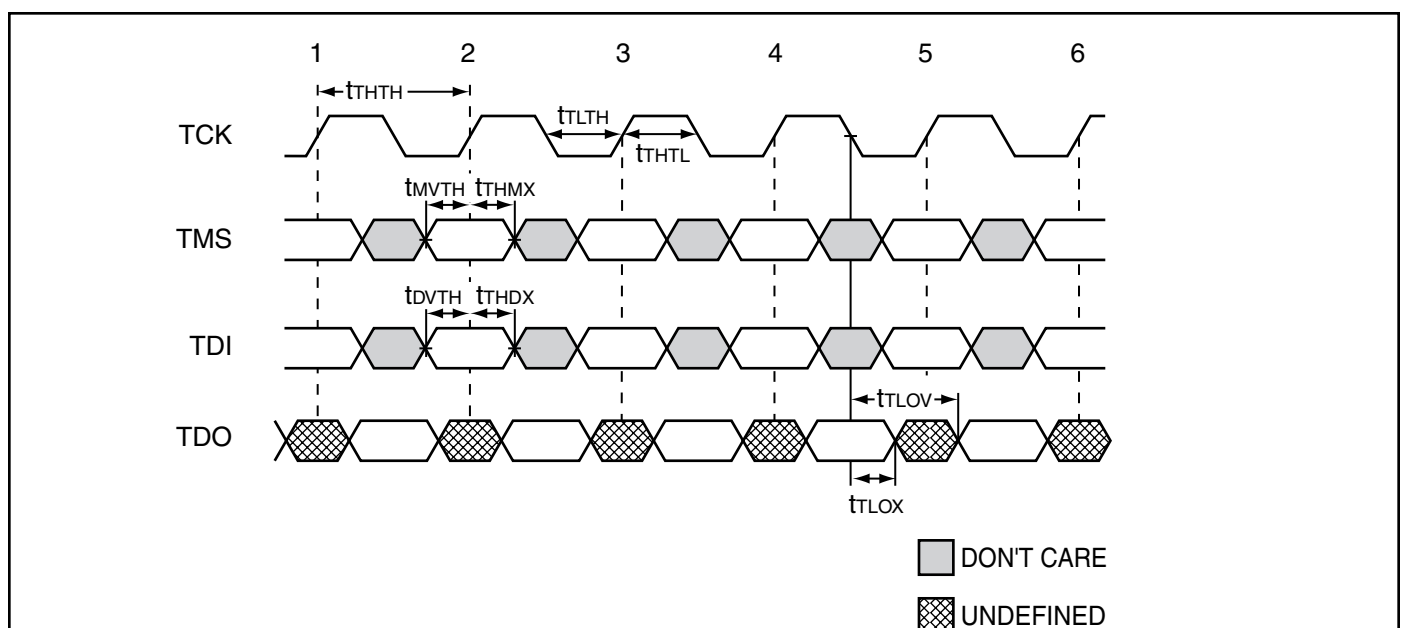 1 2 3 4 5 6
tTHTH
TCK
tTLTH
tTHTL
tMVTH tTHMX
TMS
tDVTH tTHDX
TDI
tTLOV
TDO
tTLOX
DON'T CARE
UNDEFINED